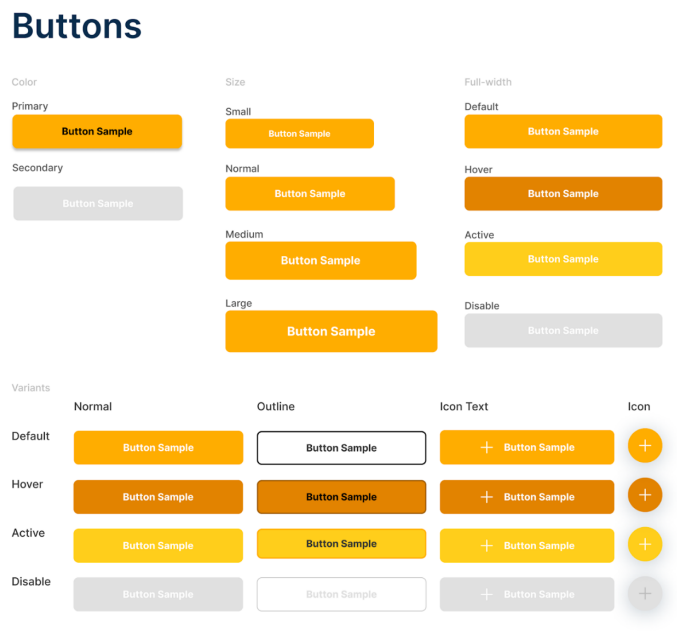 Buttons
Color
Primary
Button Sample
Secondary
Button Sample
Size
Small
Button Sample
Normal
Button Sample
Medium
Button Sample
Large
Button Sample
Full-width
Default
Button Sample
Hover
Button Sample
Active
Button Sample
Disable
Button Sample
Variants
Normal Outline Icon Text Icon
Default Button Sample Button Sample Button Sample
Hover Button Sample Button Sample Button Sample
Active Button Sample Button Sample Button Sample
Disable Button Sample Button Sample Button Sample